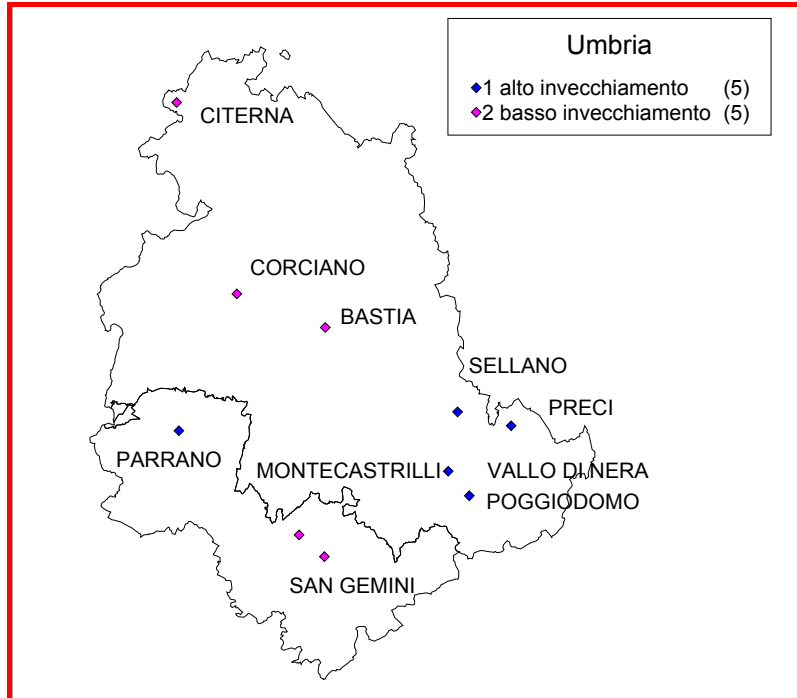 Umbria
1 alto invecchiamento (5)
2 basso invecchiamento (5)
CITERNA
CORCIANO
BASTIA
SELLANO
PRECI
PARRANO
MONTECASTRILLI
VALLO DI NERA
POGGIODOMO
SAN GEMINI